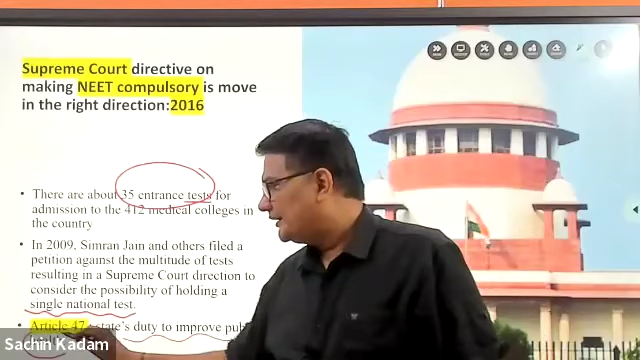 Supreme Court directive on
making NEET compulsory is move
in the right direction:2016
• There are about 35 entrance tests for
admission to the 412 medical colleges in
the country
• In 2009, Simran Jain and others filed a
petition against the multitude of tests
resulting in a Supreme Court direction to
consider the possibility of holding a
single national test.
• Article 47 state's duty to improve
Sachin Kadam